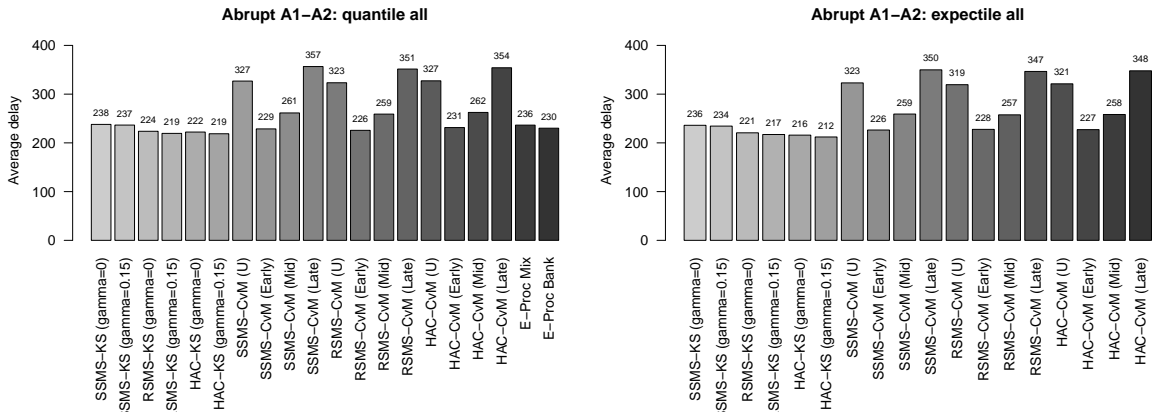 Abrupt A1−A2: quantile all
Average delay
400
300
200
100
0
238
237
224
219
222
219
327
229
261
357
323
226
259
351
327
231
262
354
236
230
SSMS−KS (gamma=0)
SMS−KS (gamma=0.15)
RSMS−KS (gamma=0)
SMS−KS (gamma=0.15)
HAC−KS (gamma=0)
HAC−KS (gamma=0.15)
SSMS−CvM (U)
SSMS−CvM (Early)
SSMS−CvM (Mid)
SSMS−CvM (Late)
RSMS−CvM (U)
RSMS−CvM (Early)
RSMS−CvM (Mid)
RSMS−CvM (Late)
HAC−CvM (U)
HAC−CvM (Early)
HAC−CvM (Mid)
HAC−CvM (Late)
E−Proc Mix
E−Proc Bank
Abrupt A1−A2: expectile all
Average delay
400
300
200
100
0
236
234
221
217
216
212
323
226
259
350
319
228
257
347
321
227
258
348
SSMS−KS (gamma=0)
SMS−KS (gamma=0.15)
RSMS−KS (gamma=0)
SMS−KS (gamma=0.15)
HAC−KS (gamma=0)
HAC−KS (gamma=0.15)
SSMS−CvM (U)
SSMS−CvM (Early)
SSMS−CvM (Mid)
SSMS−CvM (Late)
RSMS−CvM (U)
RSMS−CvM (Early)
RSMS−CvM (Mid)
RSMS−CvM (Late)
HAC−CvM (U)
HAC−CvM (Early)
HAC−CvM (Mid)
HAC−CvM (Late)